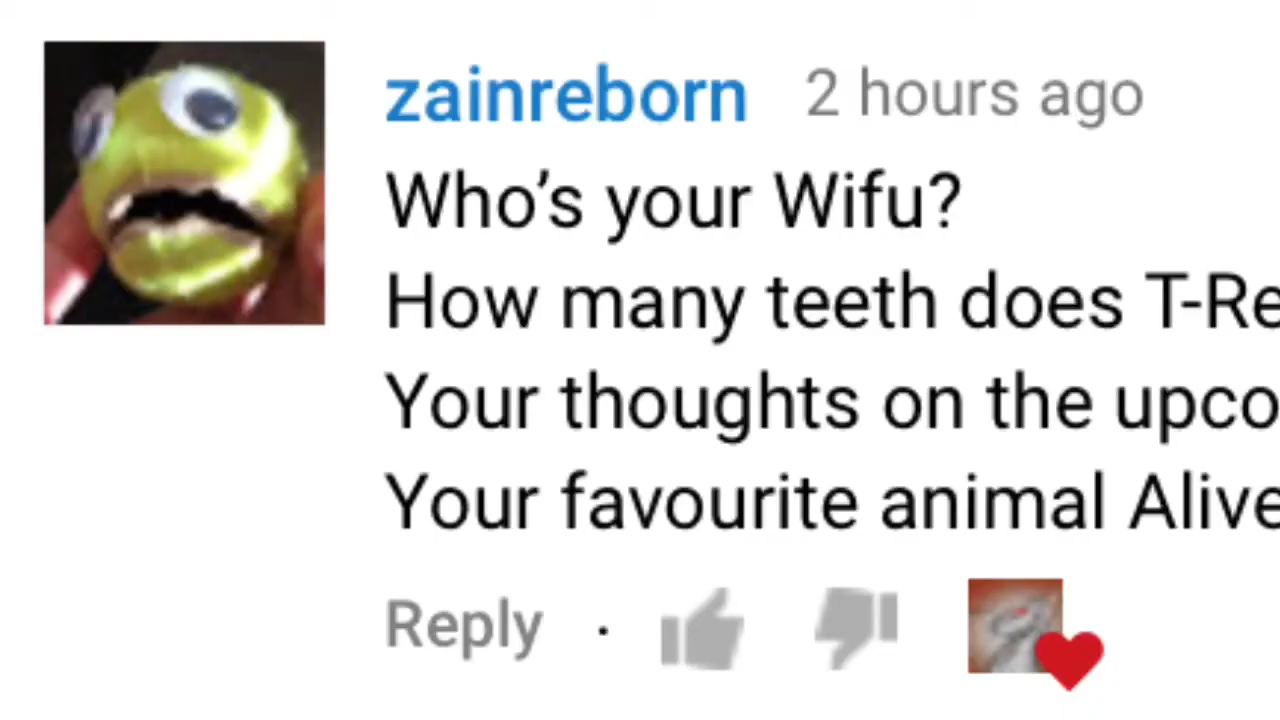 zainreborn 2 hours ago
Who's your Wifu?
How many teeth does T-Re
Your thoughts on the upco
Your favourite animal Alive
Reply ·